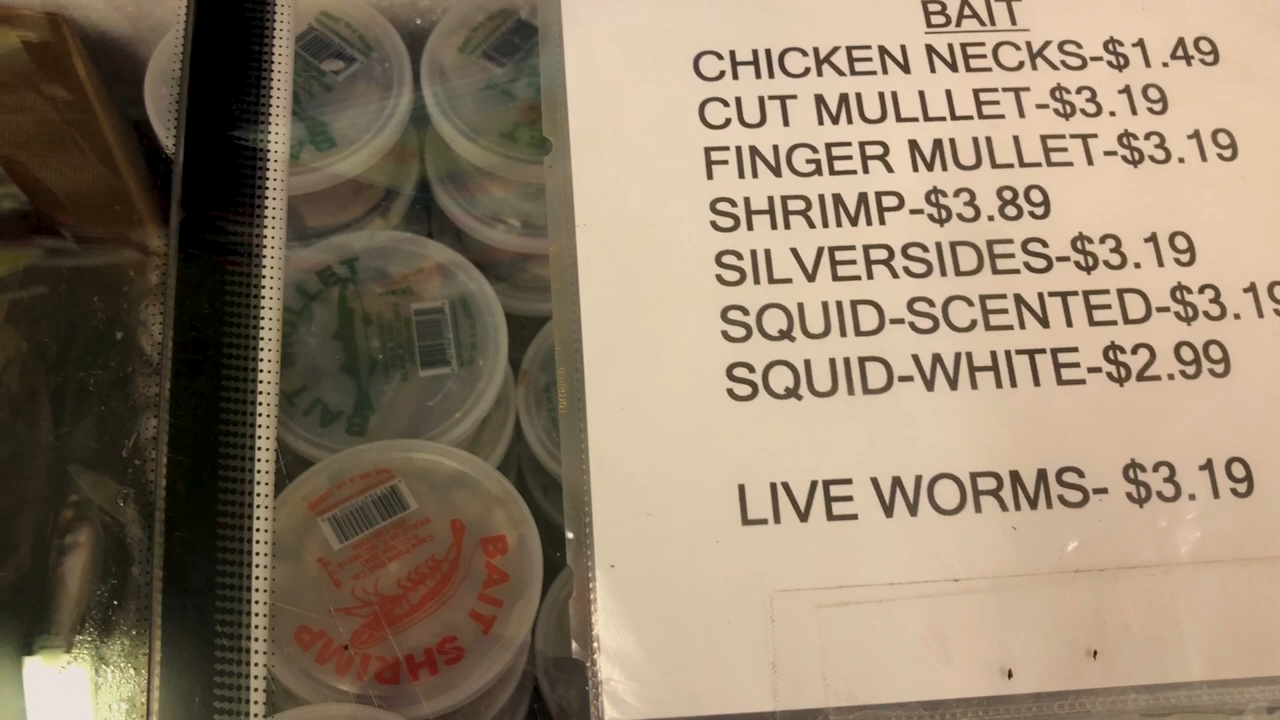 BAIT
CHICKEN NECKS-$1.49
CUT MULLLET-$3.19
FINGER MULLET-$3.19
SHRIMP-$3.89
SILVERSIDES-$3.19
SQUID-SCENTED-$3.19
SQUID-WHITE-$2.99
LIVE WORMS- $3.19
BAIT SHRIMP